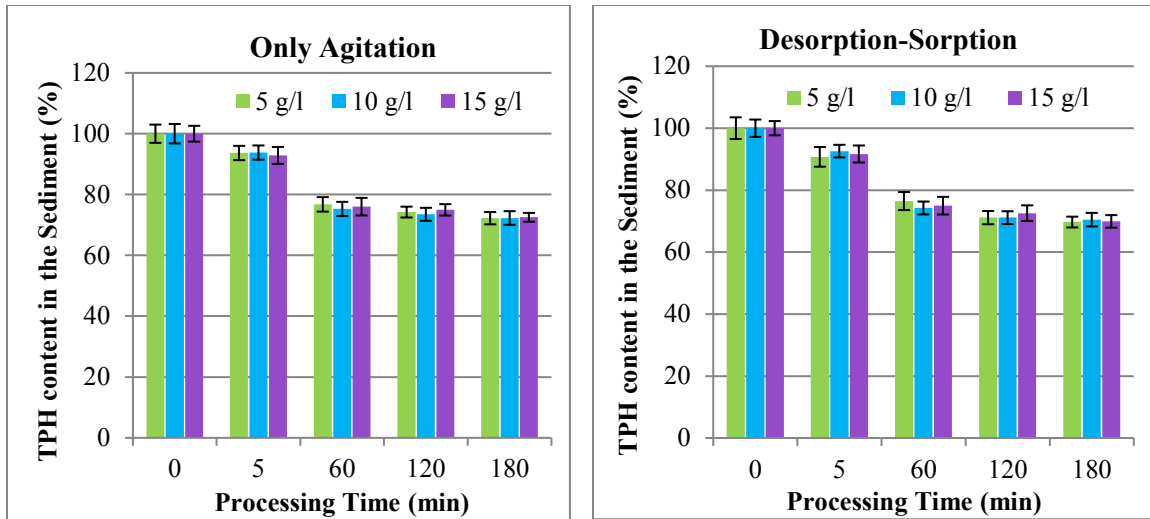 Only Agitation
120
5 g/l 10 g/l 15 g/l
100
80
60
40
20
0
TPH content in the Sediment (%)
0 5 60 120 180
Processing Time (min)
Desorption-Sorption
120
5 g/l 10 g/l 15 g/l
100
80
60
40
20
0
TPH content in the Sediment (%)
0 5 60 120 180
Processing Time (min)